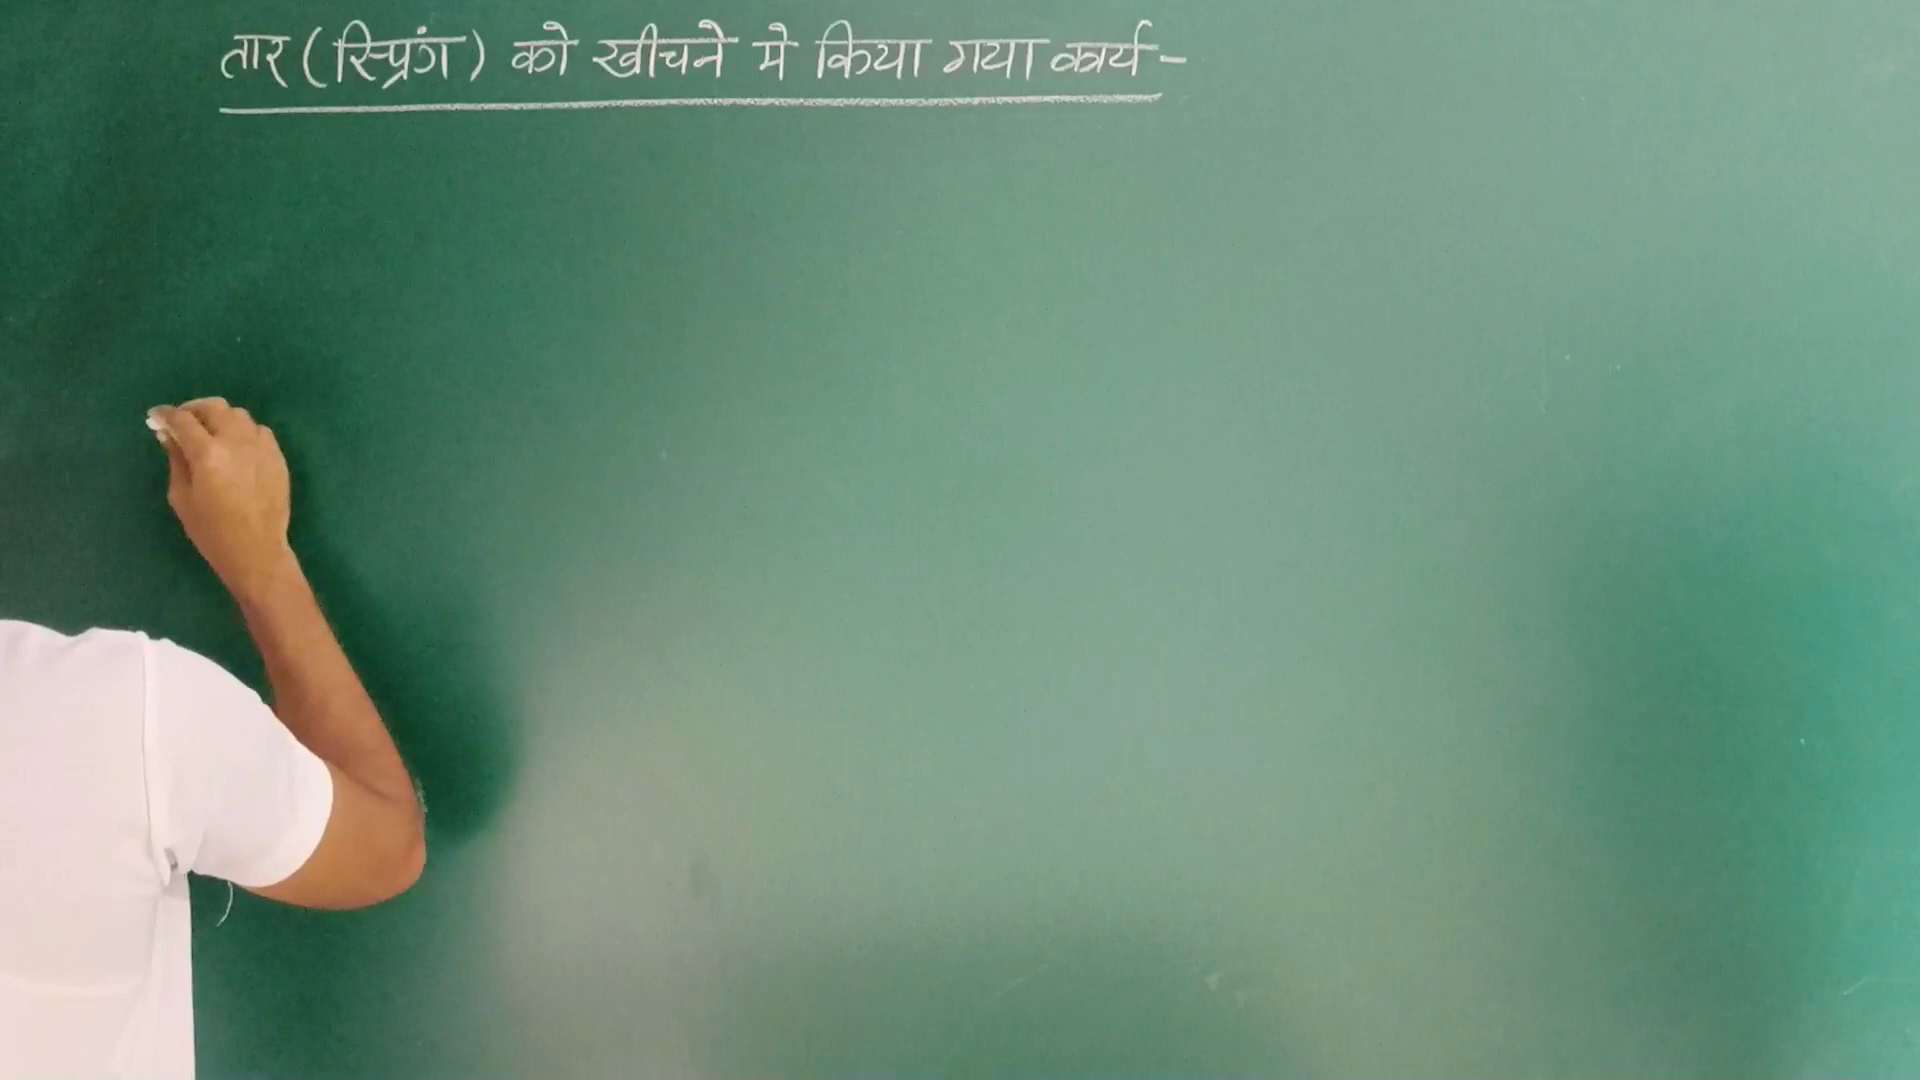 तार (स्प्रिंग) को खीचने मे किया गया कार्य-